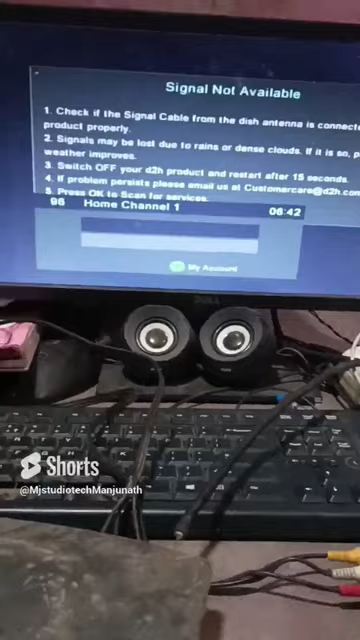 Signal Not Available
1. Check if the Signal Cable from the dish antenna is connecte
product properly.
2. Signals may be lost due to rains or dense clouds. If it is so, p
weather improves.
3. Switch OFF your d2h product and restart after 15 seconds.
4. If problem persists please email us at Customercare@d2h.com
5. Press OK to Scan for services.
96 Home Channel 1 06:42
My Account
DELL
Shorts
@MjstudiotechManjunath